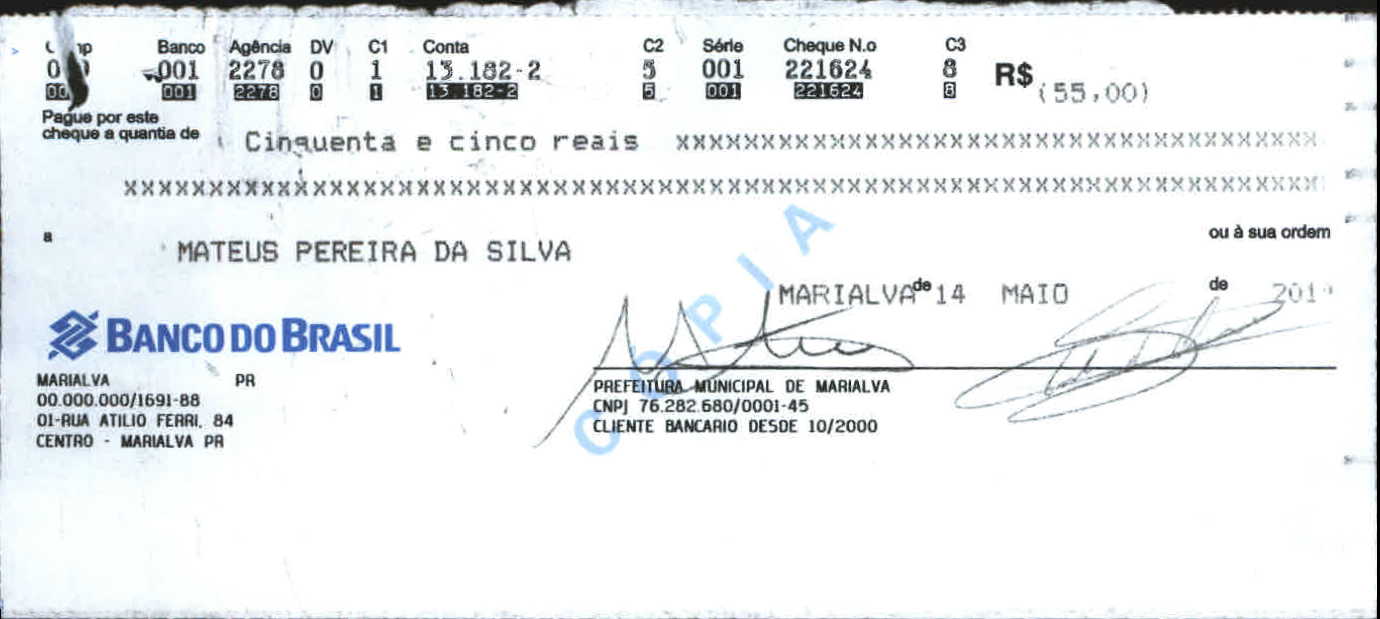 Banco Agência DV C1 Conta C2 Série Cheque N.o C3
001 2278 0 1 13.182-2 5 001 221624 8 R$ (55,00)
001 2278 0 1 13.182-2 5 001 221624 8
Pague por este
cheque a quantia de Cinquenta e cinco reais xxxxxxxxxxxxxxxxxxxxxxxxxxxxxxxxxxxxxxxxx
xxxxxxxxxxxxxxxxxxxxxxxxxxxxxxxxxxxxxxxxxxxxxxxxxxxxxxxxxxxxxxxxxxxxxxxxx
a MATEUS PEREIRA DA SILVA ou à sua ordem
MARIALVA de 14 MAIO de
COPIA
BANCO DO BRASIL
MARIALVA PR
00.000.000/1691-88
01-RUA ATILIO FERRI, 84
CENTRO - MARIALVA PR
PREFEITURA MUNICIPAL DE MARIALVA
CNPJ 76.282.680/0001-45
CLIENTE BANCARIO DESDE 10/2000